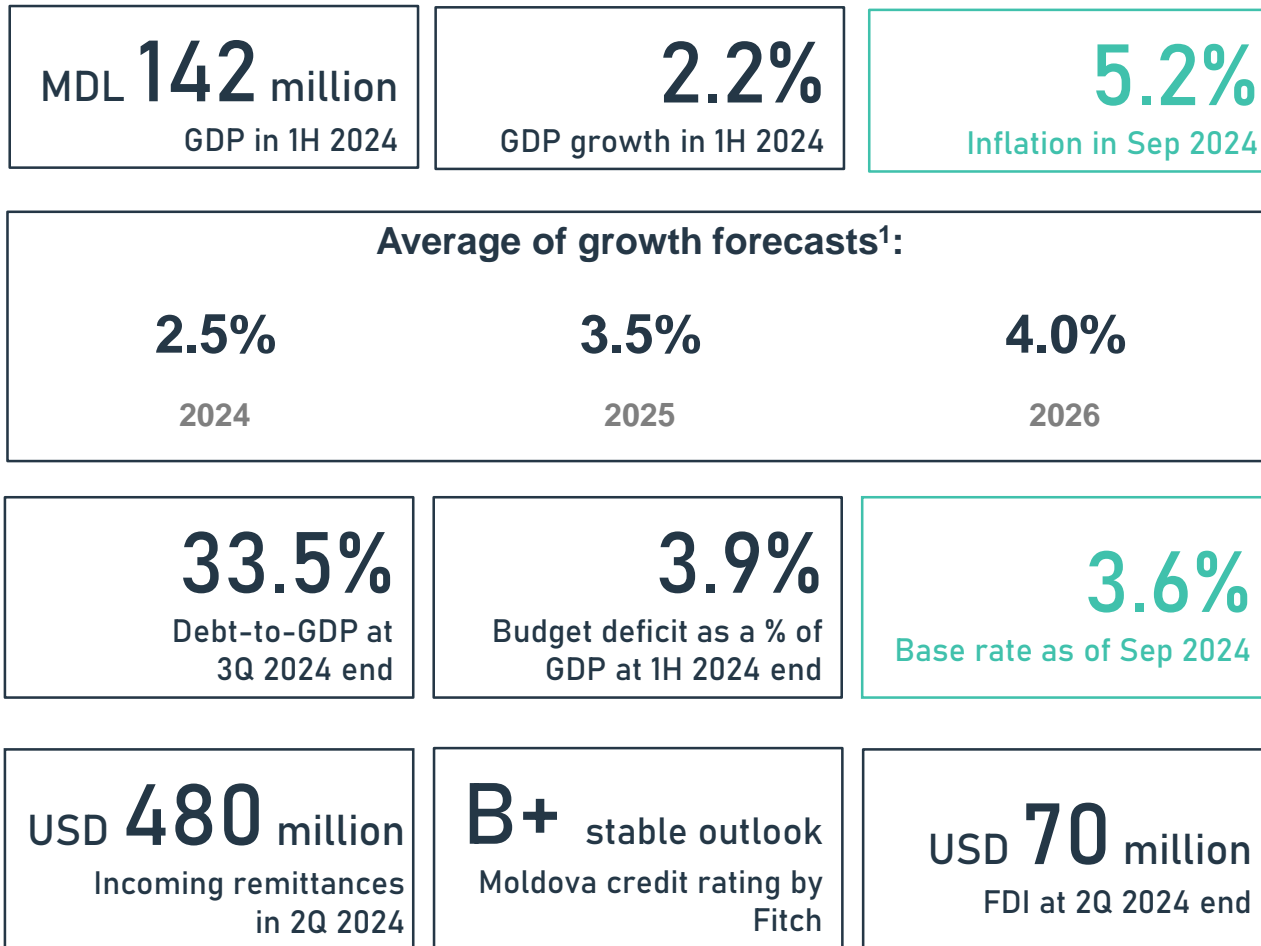 MDL 142 million
GDP in 1H 2024
2.2%
GDP growth in 1H 2024
5.2%
Inflation in Sep 2024
Average of growth forecasts¹:
2.5%
3.5%
4.0%
2024
2025
2026
33.5%
Debt-to-GDP at
3Q 2024 end
3.9%
Budget deficit as a % of
GDP at 1H 2024 end
3.6%
Base rate as of Sep 2024
USD 480 million
Incoming remittances
in 2Q 2024
B+ stable outlook
Moldova credit rating by
Fitch
USD 70 million
FDI at 2Q 2024 end